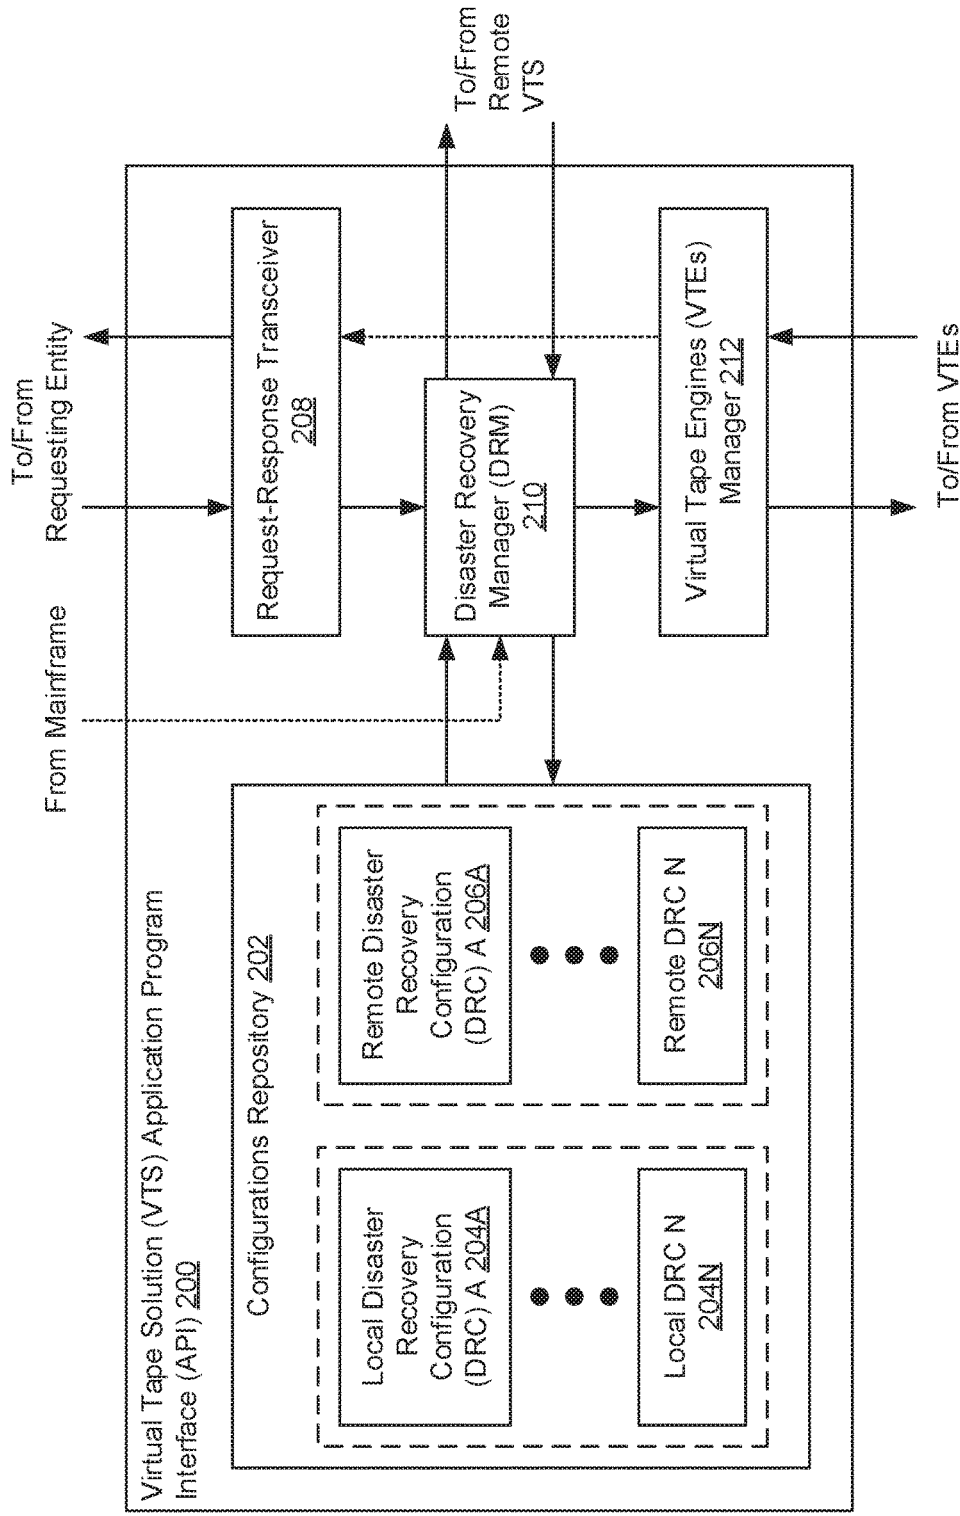 To/From
Requesting Entity
From Mainframe
Virtual Tape Solution (VTS) Application Program
Interface (API) 200
Configurations Repository 202
Local Disaster
Recovery
Configuration
(DRC) A 204A
Local DRC N
204N
Remote Disaster
Recovery
Configuration
(DRC) A 206A
Remote DRC N
206N
Request-Response Transceiver
208
Disaster Recovery
Manager (DRM)
210
Virtual Tape Engines (VTEs)
Manager 212
To/From
Remote
VTS
To/From VTEs